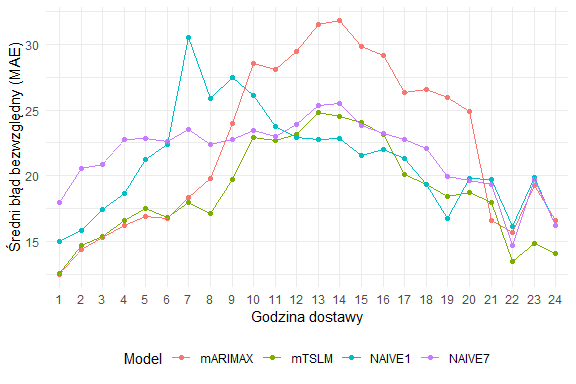 Średni błąd bezwzględny (MAE)
30
25
20
15
1 2 3 4 5 6 7 8 9 10 11 12 13 14 15 16 17 18 19 20 21 22 23 24
Godzina dostawy
Model mARIMAX mTSLM NAIVE1 NAIVE7